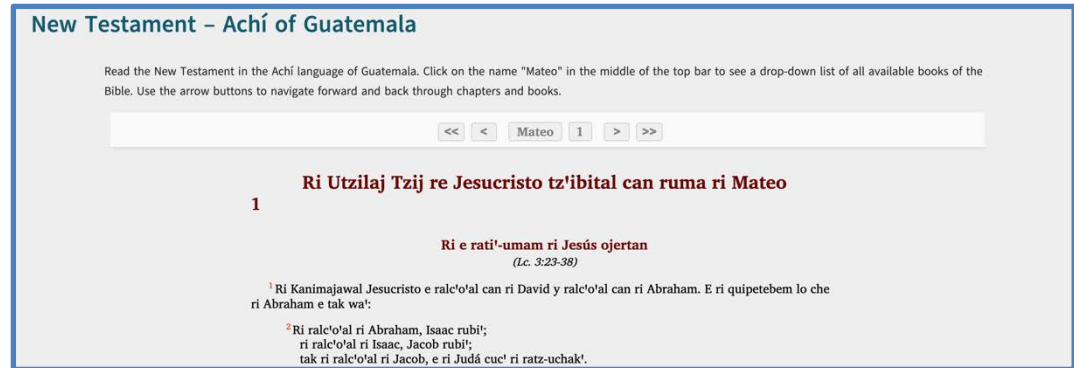 New Testament – Achí of Guatemala
Read the New Testament in the Achí language of Guatemala. Click on the name "Mateo" in the middle of the top bar to see a drop-down list of all available books of the
Bible. Use the arrow buttons to navigate forward and back through chapters and books.
<< < Mateo 1 > >>
Ri Utzilaj Tzij re Jesucristo tz'ibital can ruma ri Mateo
1
Ri e rati'-umam ri Jesús ojertan
(Lc. 3:23-38)
1 Ri Kanimajawal Jesucristo e ralc'o'al can ri David y ralc'o'al can ri Abraham. E ri quipetebem lo che
ri Abraham e tak wa':
2 Ri ralc'o'al ri Abraham, Isaac rubi';
ri ralc'o'al ri Isaac, Jacob rubi';
tak ri ralc'o'al ri Jacob, e ri Judá cuc' ri ratz-uchak'.